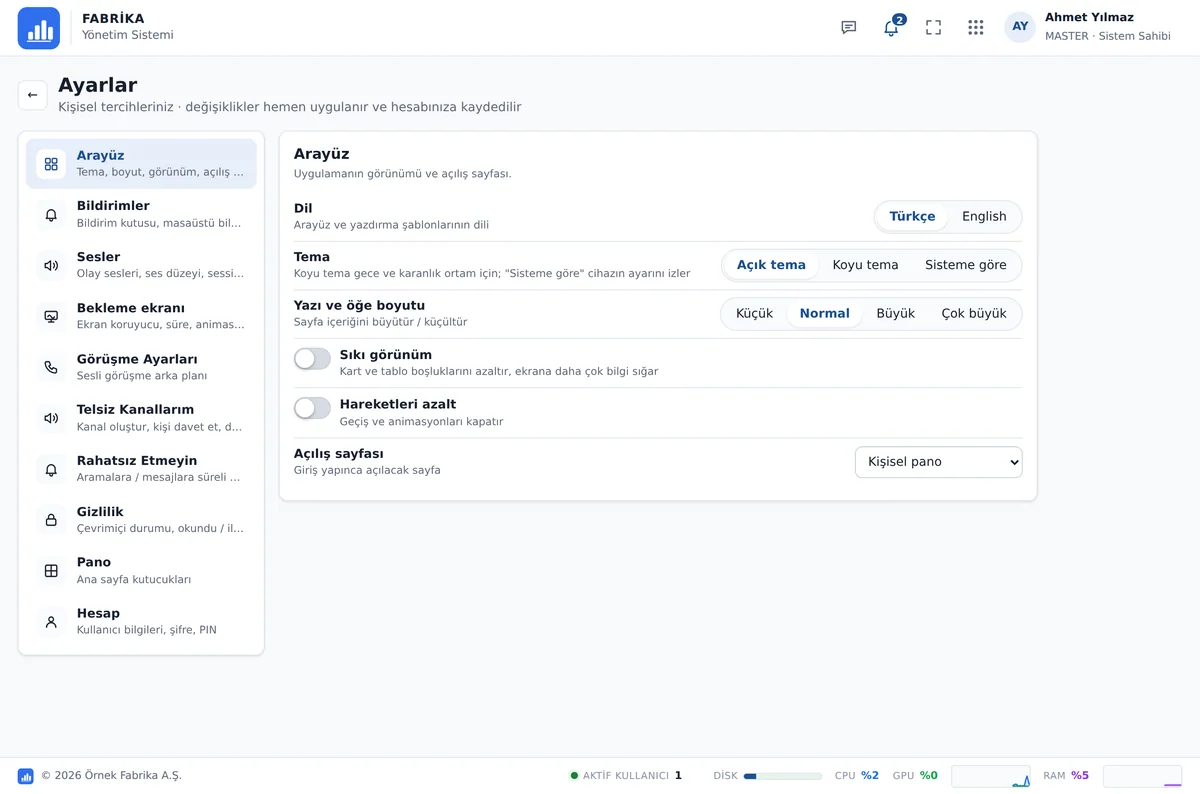 FABRİKA
Yönetim Sistemi
2
AY
Ahmet Yılmaz
MASTER · Sistem Sahibi
←
Ayarlar
Kişisel tercihleriniz · değişiklikler hemen uygulanır ve hesabınıza kaydedilir
Arayüz
Tema, boyut, görünüm, açılış ...
Bildirimler
Bildirim kutusu, masaüstü bil...
Sesler
Olay sesleri, ses düzeyi, sessi...
Bekleme ekranı
Ekran koruyucu, süre, animas...
Görüşme Ayarları
Sesli görüşme arka planı
Telsiz Kanallarım
Kanal oluştur, kişi davet et, d...
Rahatsız Etmeyin
Aramalara / mesajlara süreli ...
Gizlilik
Çevrimiçi durumu, okundu / il...
Pano
Ana sayfa kutucukları
Hesap
Kullanıcı bilgileri, şifre, PIN
Arayüz
Uygulamanın görünümü ve açılış sayfası.
Dil
Arayüz ve yazdırma şablonlarının dili
Türkçe English
Tema
Koyu tema gece ve karanlık ortam için; "Sisteme göre" cihazın ayarını izler
Açık tema Koyu tema Sisteme göre
Yazı ve öğe boyutu
Sayfa içeriğini büyütür / küçültür
Küçük Normal Büyük Çok büyük
Sıkı görünüm
Kart ve tablo boşluklarını azaltır, ekrana daha çok bilgi sığar
Hareketleri azalt
Geçiş ve animasyonları kapatır
Açılış sayfası
Giriş yapınca açılacak sayfa
Kişisel pano
© 2026 Örnek Fabrika A.Ş.
AKTİF KULLANICI 1
DİSK
CPU %2
GPU %0
RAM %5